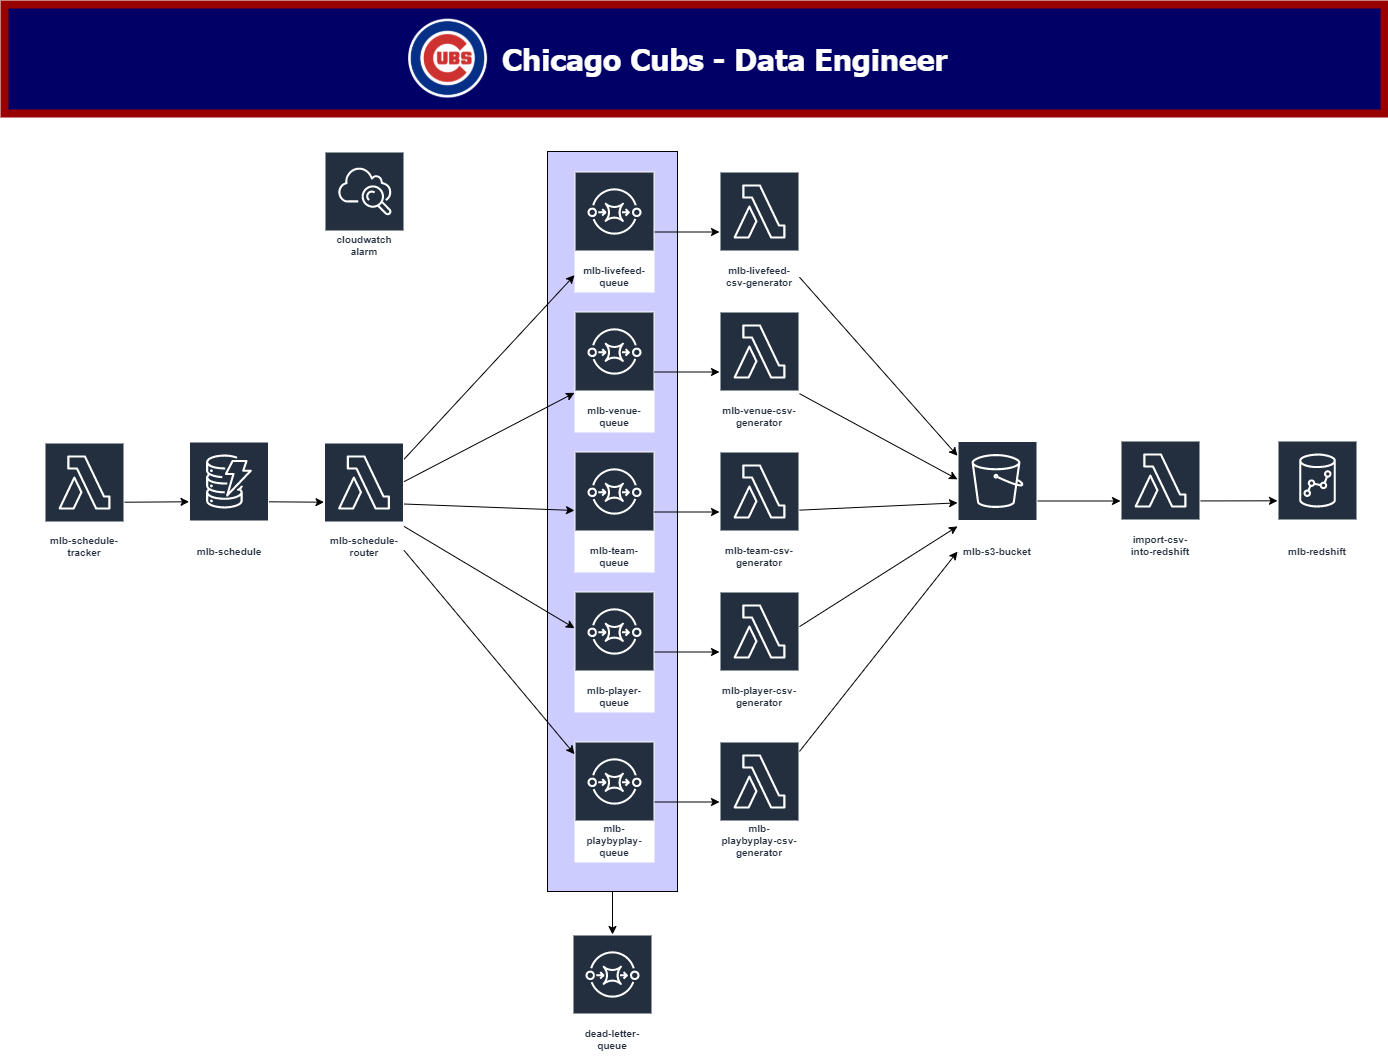 UBS
Chicago Cubs - Data Engineer
cloudwatch
alarm
mlb-livefeed-
queue
mlb-livefeed-
csv-generator
mlb-venue-
queue
mlb-venue-csv-
generator
mlb-schedule-
tracker
mlb-schedule
mlb-schedule-
router
mlb-team-
queue
mlb-team-csv-
generator
mlb-s3-bucket
import-csv-
into-redshift
mlb-redshift
mlb-player-
queue
mlb-player-csv-
generator
mlb-
playbyplay-
queue
mlb-
playbyplay-csv-
generator
dead-letter-
queue